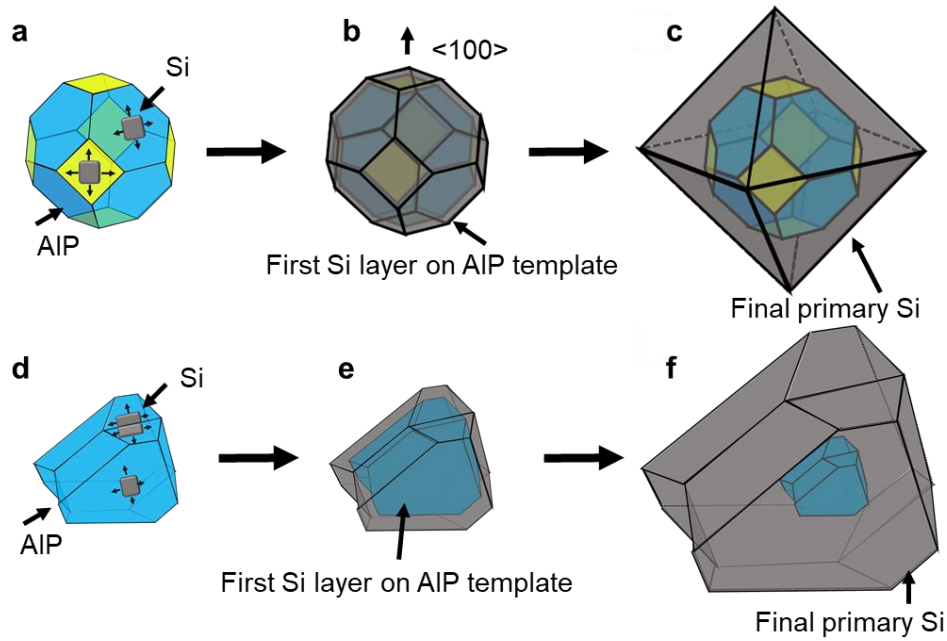 a
Si
AlP
b
<100>
First Si layer on AlP template
c
Final primary Si
d
Si
AlP
e
First Si layer on AlP template
f
Final primary Si